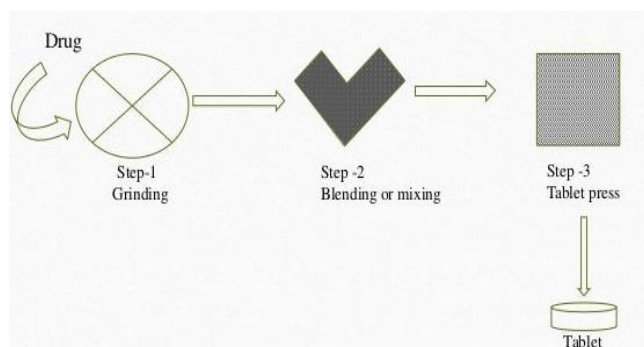 Drug
Step-1
Grinding
Step -2
Blending or mixing
Step -3
Tablet press
Tablet